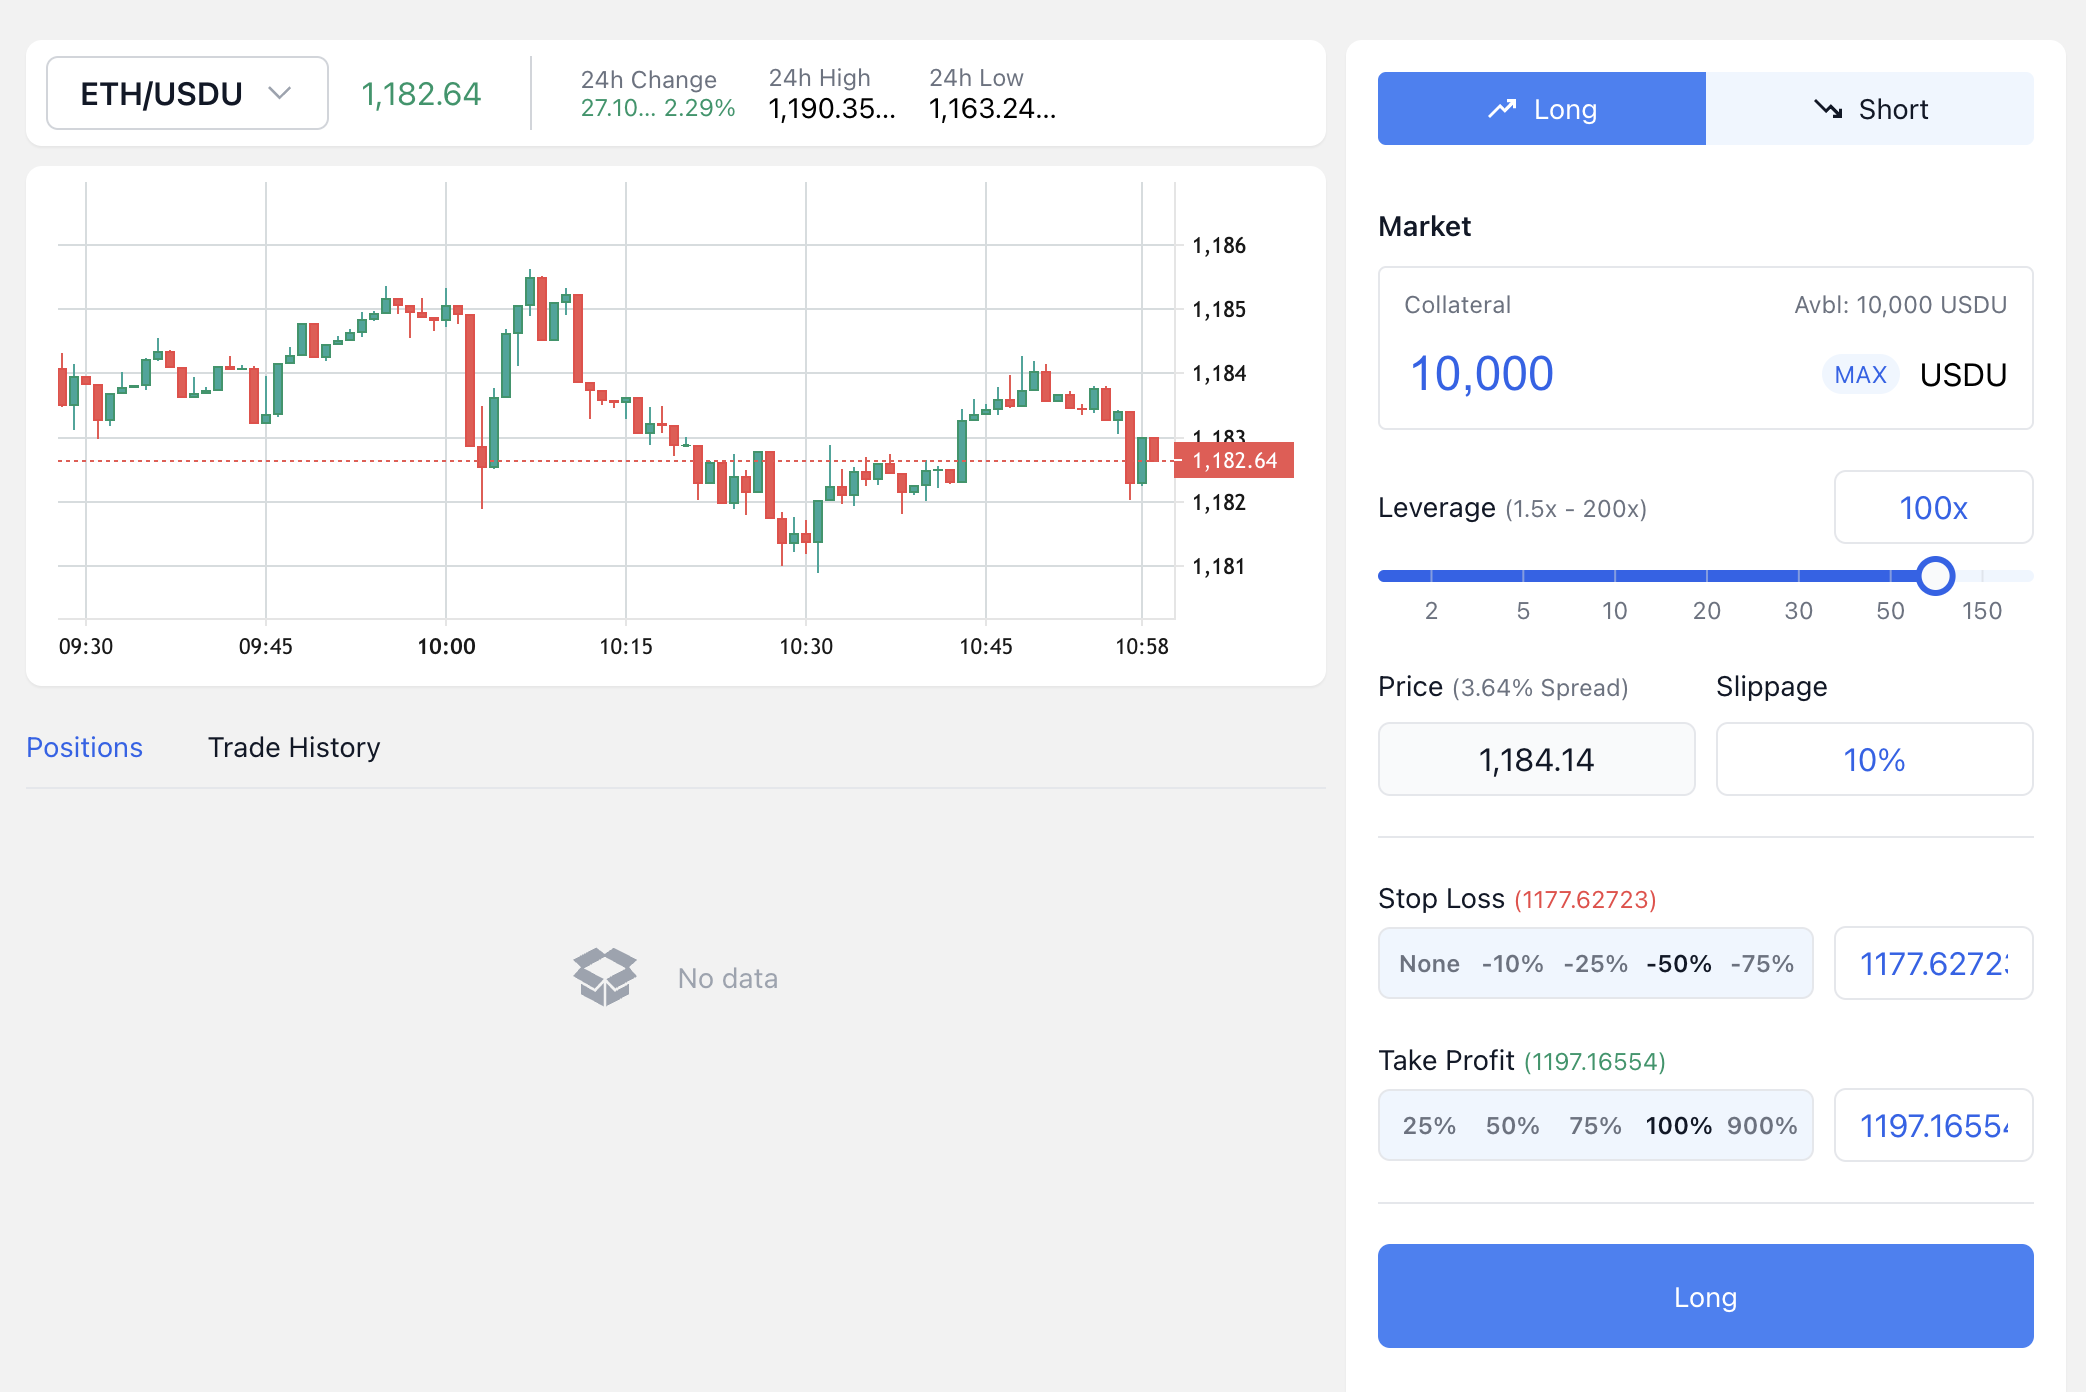 ETH/USDU
1,182.64
24h Change
27.10... 2.29%
24h High
1,190.35...
24h Low
1,163.24...
1,186
1,185
1,184
1,183
1,182.64
1,182
1,181
09:30 09:45 10:00 10:15 10:30 10:45 10:58
Positions Trade History
No data
Long Short
Market
Collateral Avbl: 10,000 USDU
10,000 MAX USDU
Leverage (1.5x - 200x) 100x
2 5 10 20 30 50 150
Price (3.64% Spread) Slippage
1,184.14 10%
Stop Loss (1177.62723)
None -10% -25% -50% -75% 1177.62723
Take Profit (1197.16554)
25% 50% 75% 100% 900% 1197.16554
Long